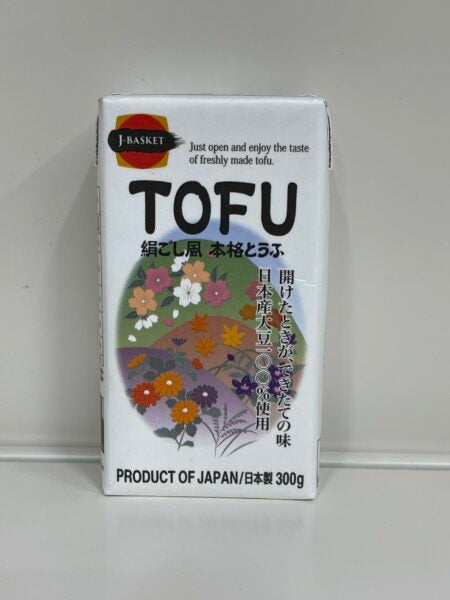 J-BASKET
Just open and enjoy the taste
of freshly made tofu.
TOFU
絹ごし風 本格とうふ
開けたときが、できたての味
日本産大豆一〇〇%使用
PRODUCT OF JAPAN/日本製 300g